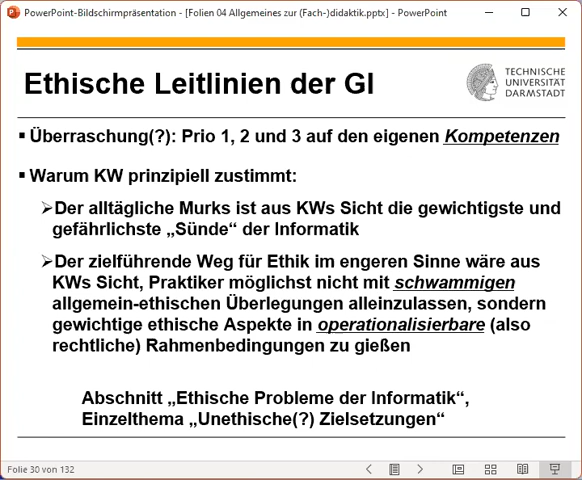 PowerPoint-Bildschirmpräsentation - [Folien 04 Allgemeines zur (Fach-)didaktik.pptx] - PowerPoint
Ethische Leitlinien der GI
TECHNISCHE
UNIVERSITÄT
DARMSTADT
▪ Überraschung(?): Prio 1, 2 und 3 auf den eigenen Kompetenzen
▪ Warum KW prinzipiell zustimmt:
➢Der alltägliche Murks ist aus KWs Sicht die gewichtigste und
gefährlichste „Sünde“ der Informatik
➢Der zielführende Weg für Ethik im engeren Sinne wäre aus
KWs Sicht, Praktiker möglichst nicht mit schwammigen
allgemein-ethischen Überlegungen alleinzulassen, sondern
gewichtige ethische Aspekte in operationalisierbare (also
rechtliche) Rahmenbedingungen zu gießen
Abschnitt „Ethische Probleme der Informatik“,
Einzelthema „Unethische(?) Zielsetzungen“
Folie 30 von 132